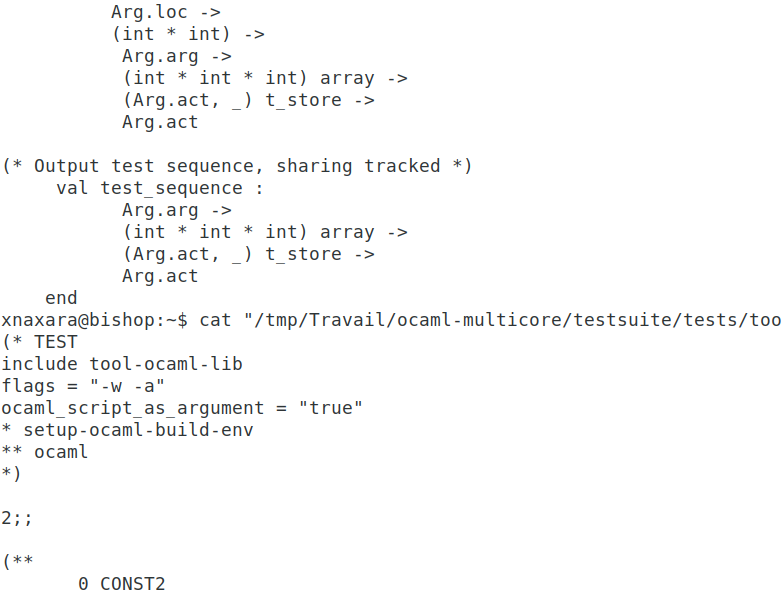 Arg.loc ->
(int * int) ->
Arg.arg ->
(int * int * int) array ->
(Arg.act, _) t_store ->
Arg.act
(* Output test sequence, sharing tracked *)
val test_sequence :
Arg.arg ->
(int * int * int) array ->
(Arg.act, _) t_store ->
Arg.act
end
xnaxara@bishop:~$ cat "/tmp/Travail/ocaml-multicore/testsuite/tests/too
(* TEST
include tool-ocaml-lib
flags = "-w -a"
ocaml_script_as_argument = "true"
* setup-ocaml-build-env
** ocaml
*)
2;;
(**
0 CONST2